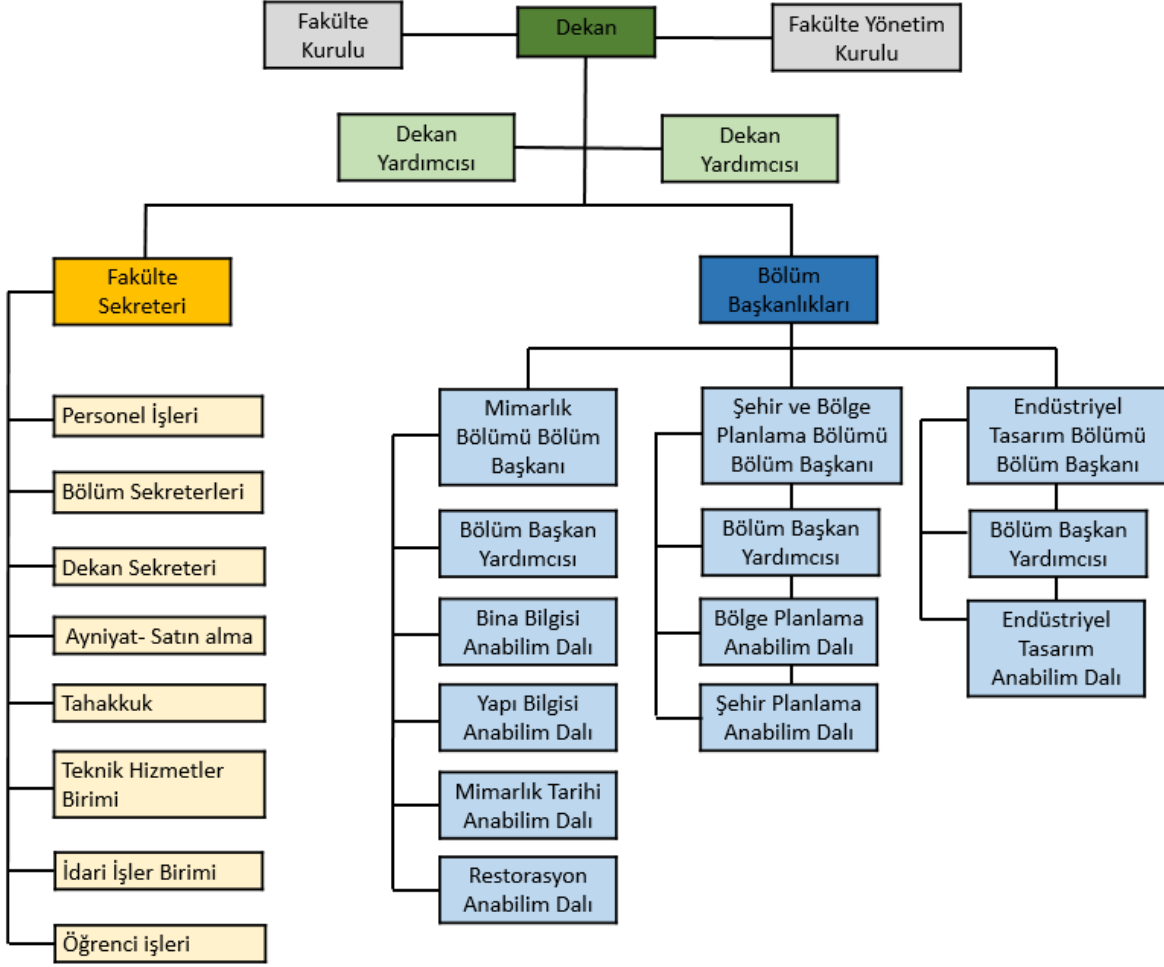 Fakülte
Kurulu
Dekan
Fakülte Yönetim
Kurulu
Dekan
Yardımcısı
Dekan
Yardımcısı
Fakülte
Sekreteri
Bölüm
Başkanlıkları
Personel İşleri
Bölüm Sekreterleri
Dekan Sekreteri
Ayniyat- Satın alma
Tahakkuk
Teknik Hizmetler
Birimi
İdari İşler Birimi
Öğrenci işleri
Mimarlık
Bölümü Bölüm
Başkanı
Bölüm Başkan
Yardımcısı
Bina Bilgisi
Anabilim Dalı
Yapı Bilgisi
Anabilim Dalı
Mimarlık Tarihi
Anabilim Dalı
Restorasyon
Anabilim Dalı
Şehir ve Bölge
Planlama Bölümü
Bölüm Başkanı
Bölüm Başkan
Yardımcısı
Bölge Planlama
Anabilim Dalı
Şehir Planlama
Anabilim Dalı
Endüstriyel
Tasarım Bölümü
Bölüm Başkanı
Bölüm Başkan
Yardımcısı
Endüstriyel
Tasarım
Anabilim Dalı